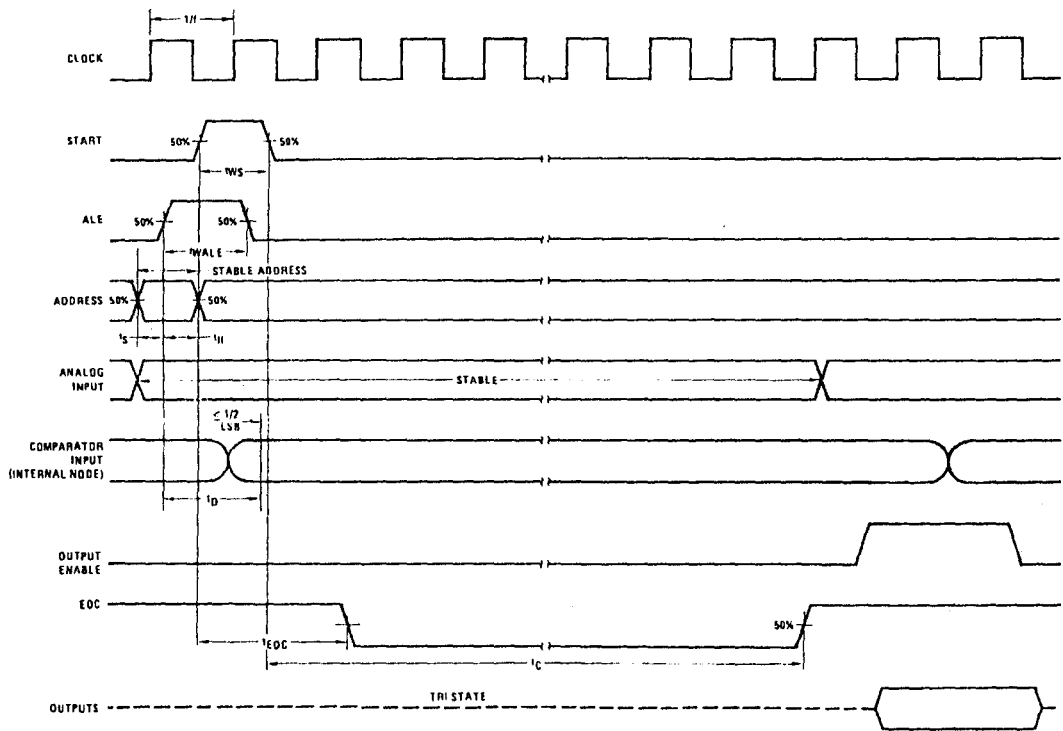 1/f
CLOCK
START
50%
50%
tWS
ALE
50%
50%
tWALE
STABLE ADDRESS
ADDRESS
50%
50%
tS
tH
ANALOG
INPUT
STABLE
≤ 1/2
LSB
COMPARATOR
INPUT
(INTERNAL NODE)
tD
OUTPUT
ENABLE
EOC
50%
tEOC
tC
TRI STATE
OUTPUTS